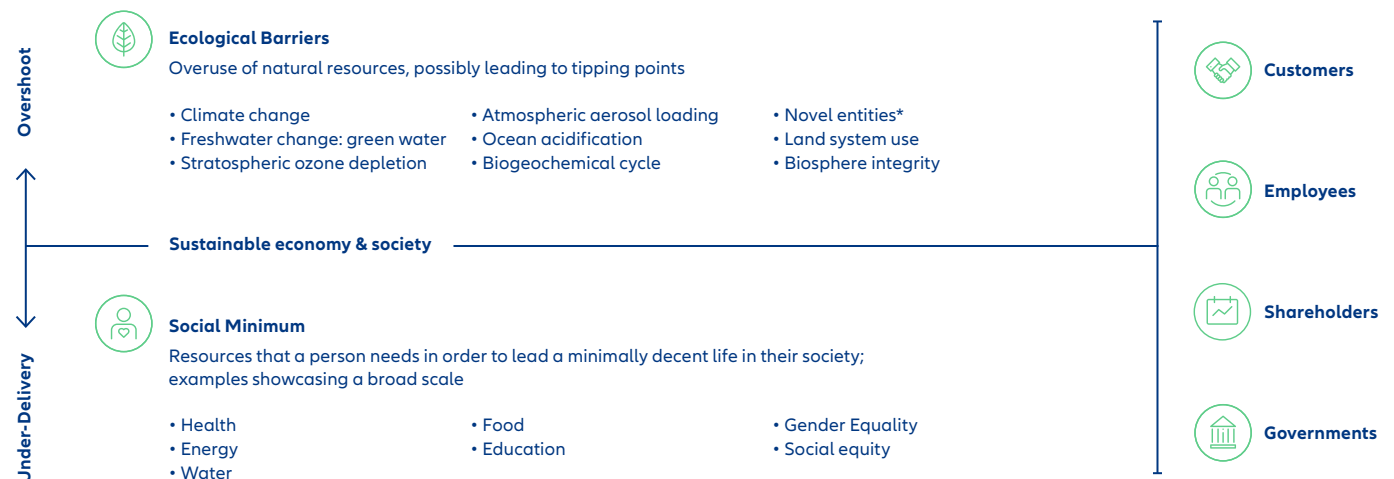 Overshoot
Ecological Barriers
Overuse of natural resources, possibly leading to tipping points
• Climate change
• Freshwater change: green water
• Stratospheric ozone depletion
• Atmospheric aerosol loading
• Ocean acidification
• Biogeochemical cycle
• Novel entities*
• Land system use
• Biosphere integrity
Sustainable economy & society
Under-Delivery
Social Minimum
Resources that a person needs in order to lead a minimally decent life in their society;
examples showcasing a broad scale
• Health
• Energy
• Water
• Food
• Education
• Gender Equality
• Social equity
Customers
Employees
Shareholders
Governments